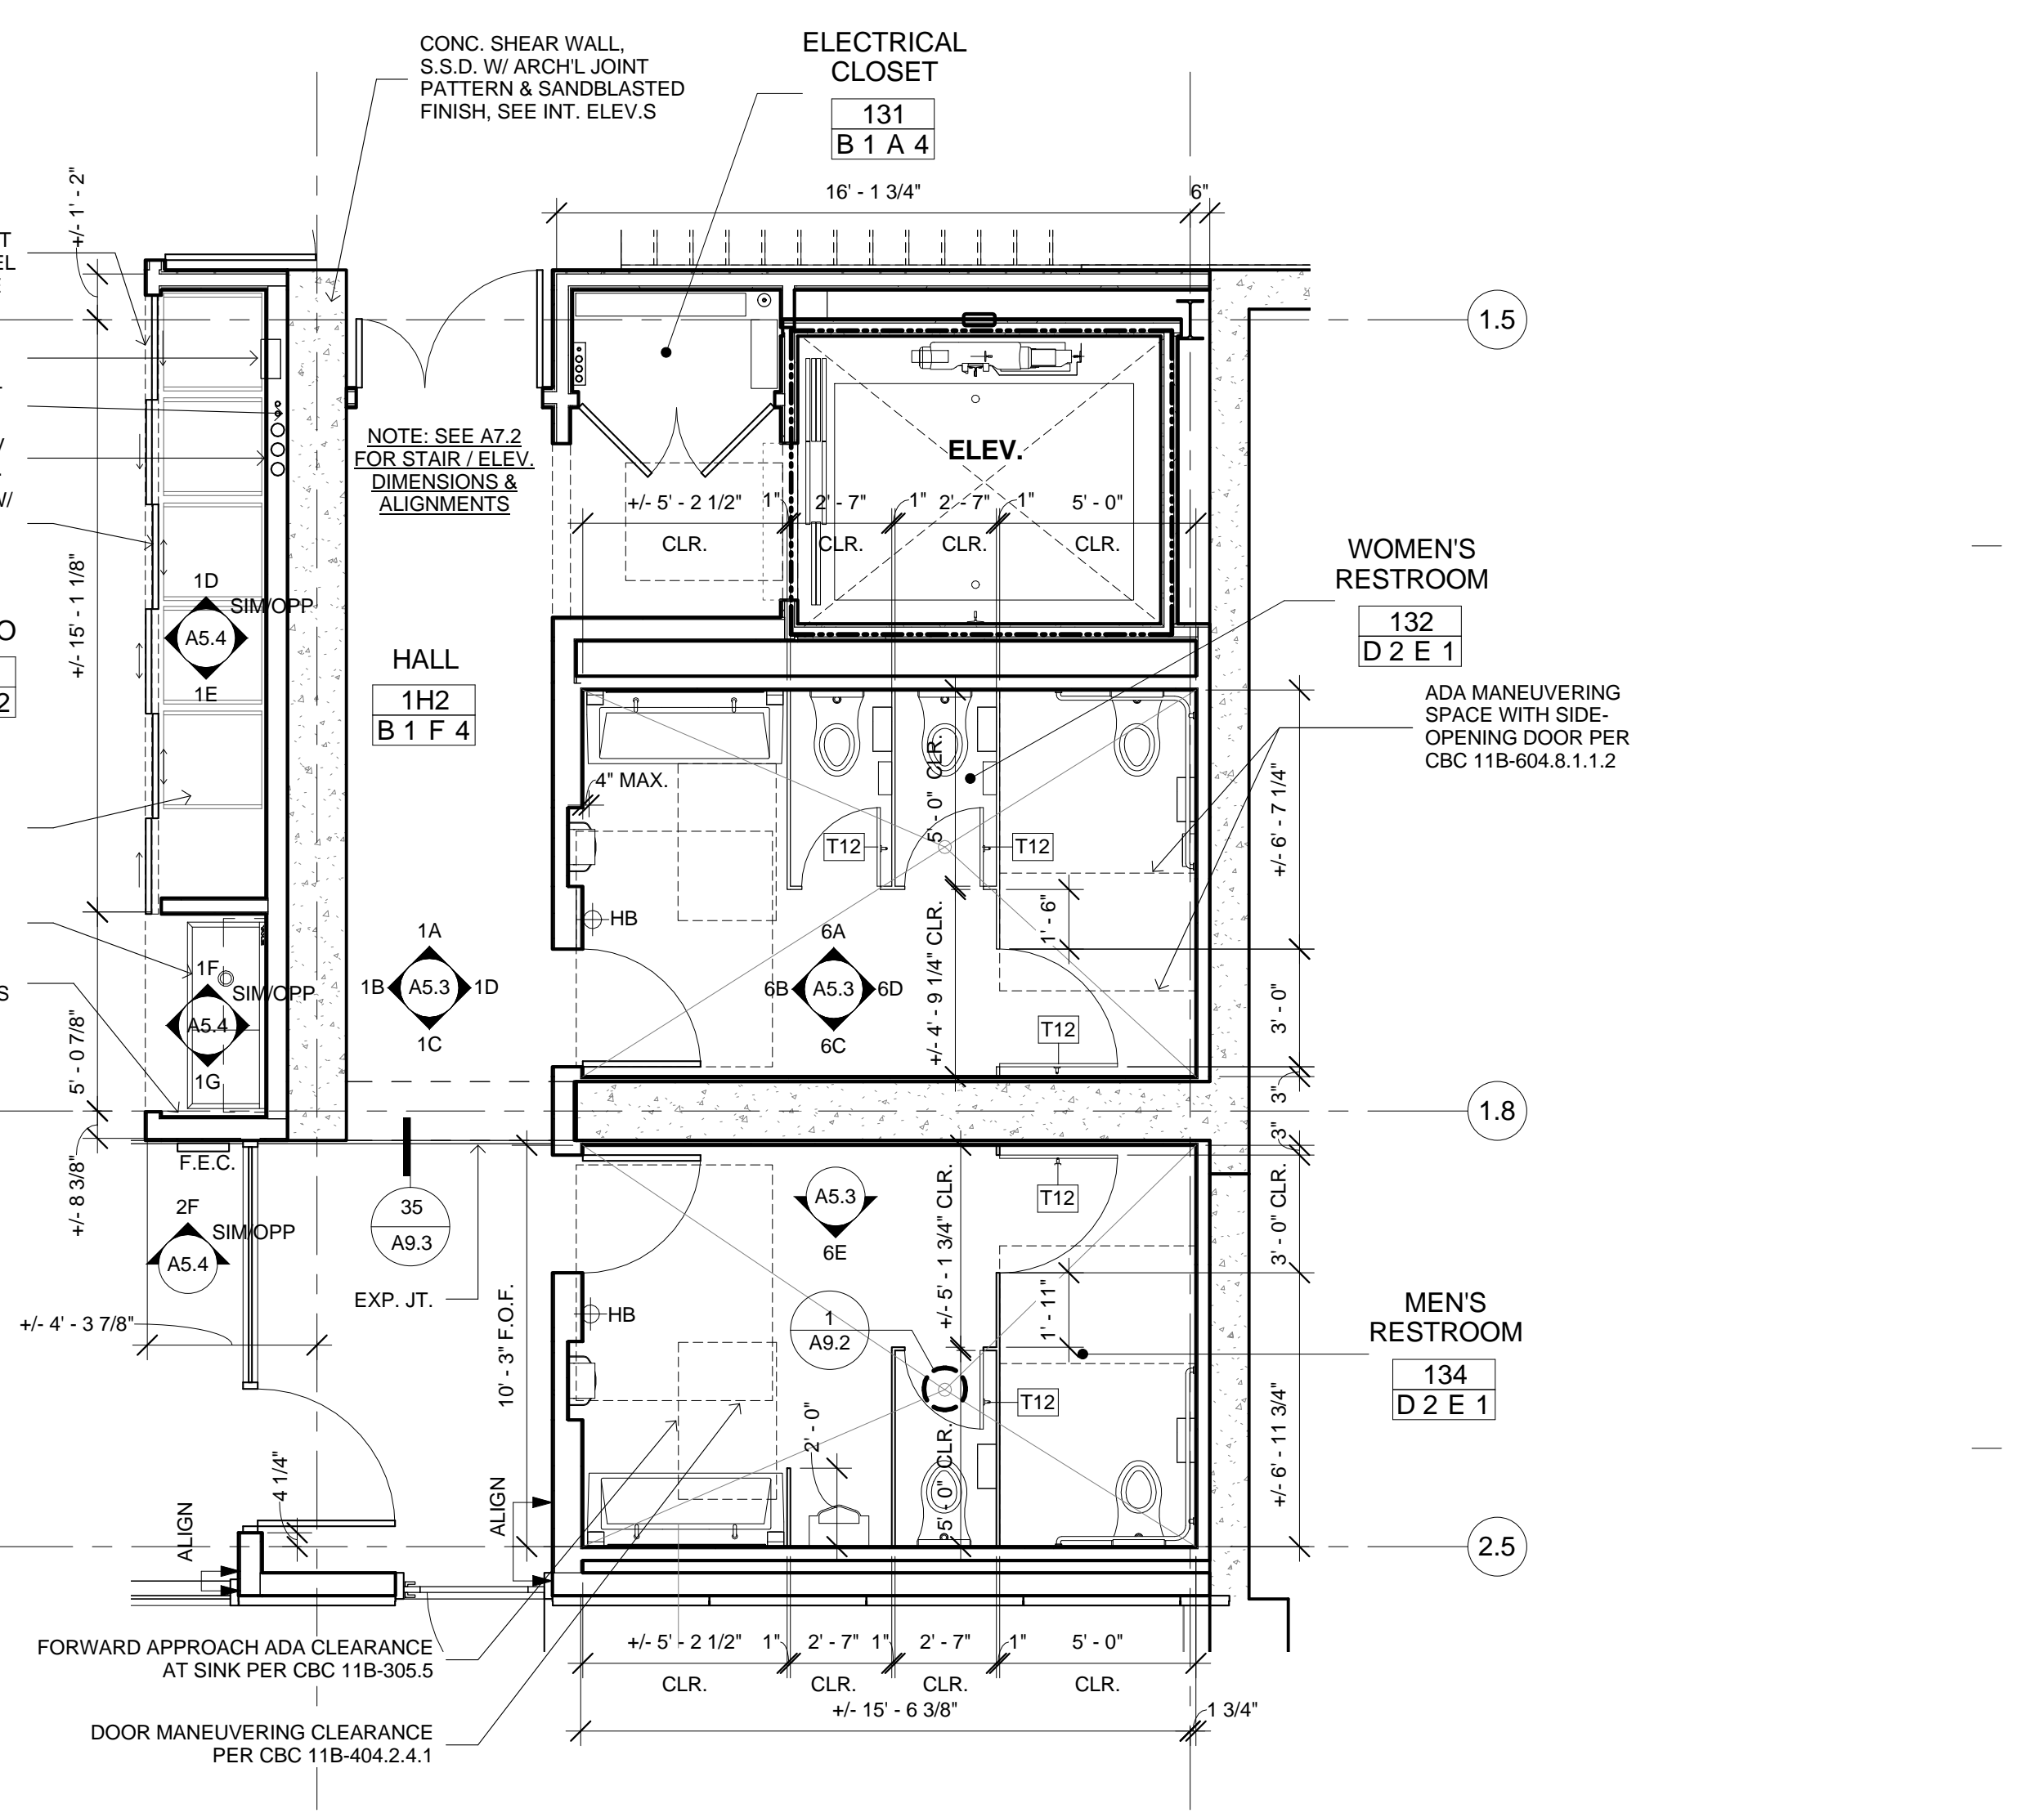 CONC. SHEAR WALL,
S.S.D. W/ ARCH'L JOINT
PATTERN & SANDBLASTED
FINISH, SEE INT. ELEV.S
ELECTRICAL
CLOSET
131
B 1 A 4
16' - 1 3/4"
6"
+/- 1' - 2"
T
EL
1.5
NOTE: SEE A7.2
FOR STAIR / ELEV.
DIMENSIONS &
ALIGNMENTS
ELEV.
+/- 5' - 2 1/2"
1"
2' - 7"
1"
2' - 7"
1"
5' - 0"
CLR.
CLR.
CLR.
CLR.
W/
WOMEN'S
RESTROOM
132
D 2 E 1
+/- 15' - 1 1/8"
1D
SIM/OPP
A5.4
1E
O
2
HALL
1H2
B 1 F 4
ADA MANEUVERING
SPACE WITH SIDE-
OPENING DOOR PER
CBC 11B-604.8.1.1.2
4" MAX.
5' - 0" CLR.
T12
T12
+/- 6' - 7 1/4"
HB
1' - 6"
+/- 4' - 9 1/4" CLR.
1A
1B
A5.3
1D
1C
6A
6B
A5.3
6D
6C
1F
SIM/OPP
A5.4
1G
S
5' - 0 7/8"
3' - 0"
T12
3"
1.8
3"
F.E.C.
+/- 8 3/8"
2F
SIM/OPP
A5.4
35
A9.3
EXP. JT.
A5.3
6E
+/- 5' - 1 3/4" CLR.
T12
3' - 0" CLR.
+/- 4' - 3 7/8"
10' - 3" F.O.F.
HB
1
A9.2
1' - 11"
MEN'S
RESTROOM
134
D 2 E 1
T12
2' - 0"
5' - 0" CLR.
+/- 6' - 11 3/4"
4 1/4"
ALIGN
ALIGN
2.5
FORWARD APPROACH ADA CLEARANCE
AT SINK PER CBC 11B-305.5
+/- 5' - 2 1/2"
1"
2' - 7"
1"
2' - 7"
1"
5' - 0"
CLR.
CLR.
CLR.
CLR.
+/- 15' - 6 3/8"
1 3/4"
DOOR MANEUVERING CLEARANCE
PER CBC 11B-404.2.4.1